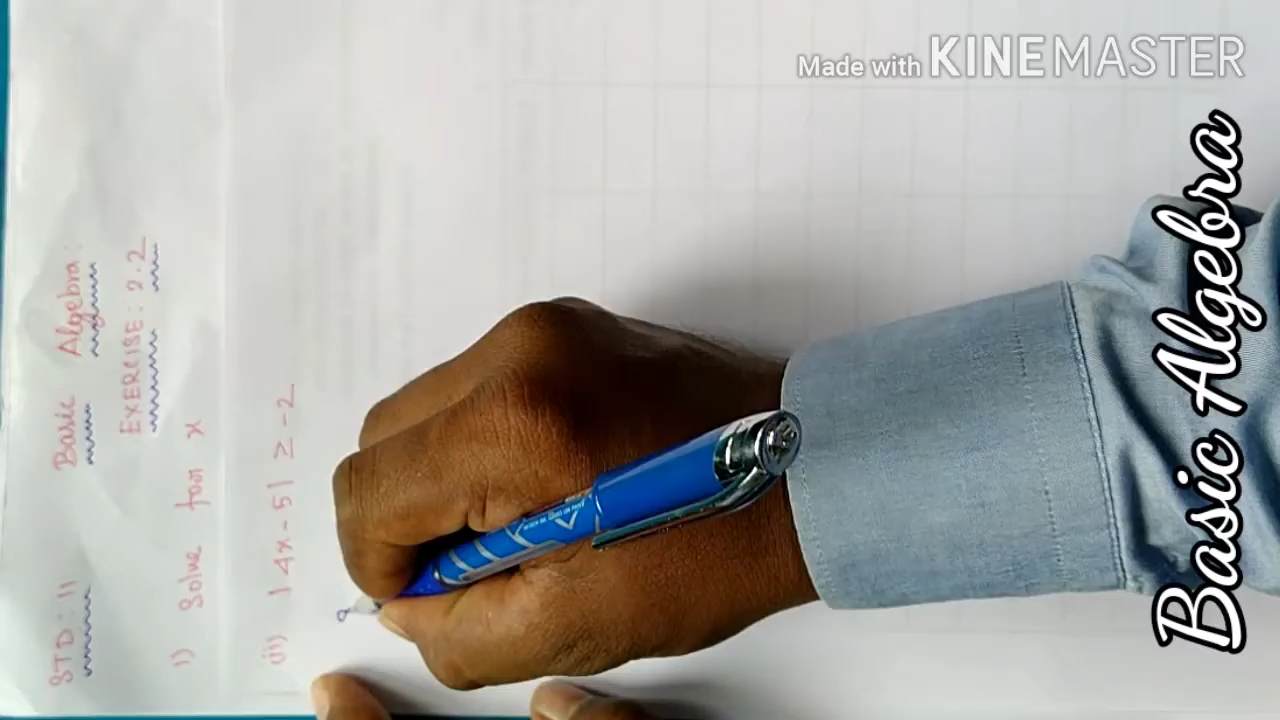 Made with KINEMASTER
STD: 11 Basic Algebra:
EXERCISE: 2.2
1) Solve for x
(ii) |4x-5| ≥ -2
Basic Algebra